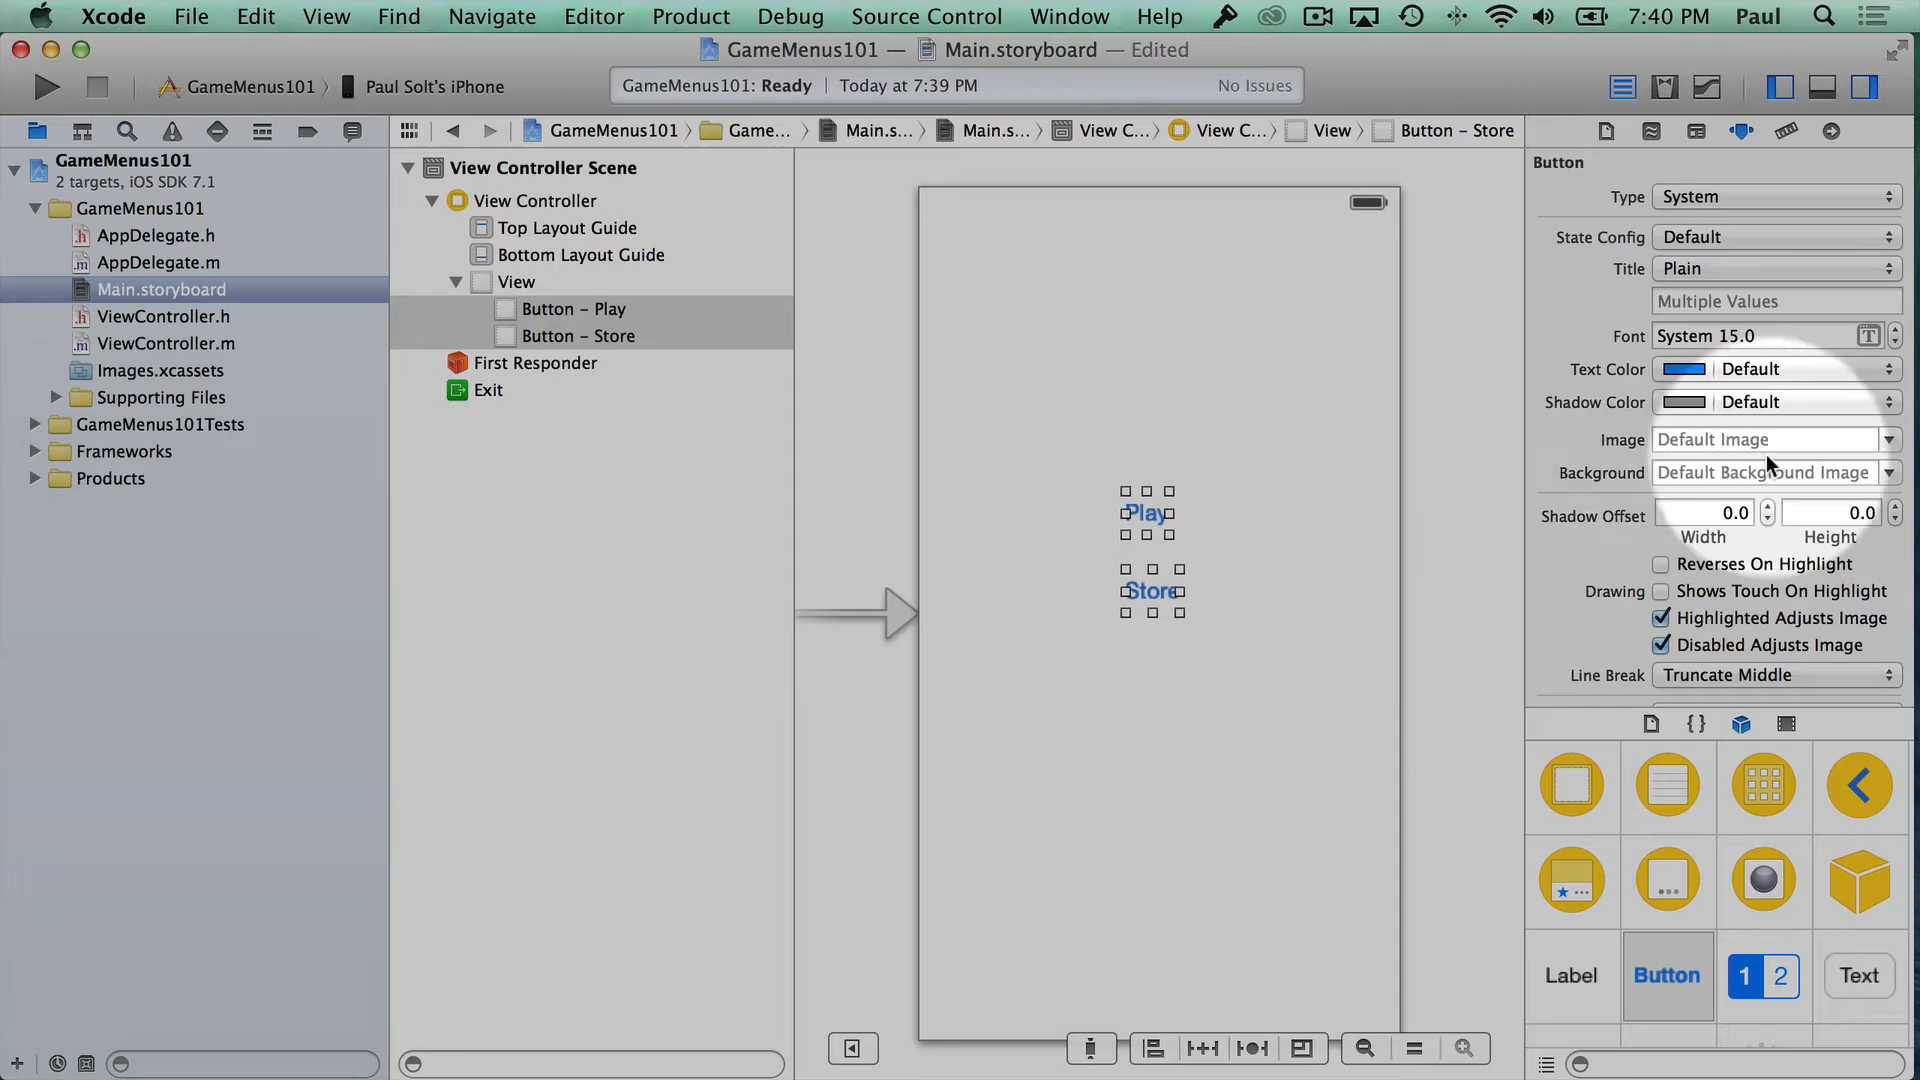 Xcode File Edit View Find Navigate Editor Product Debug Source Control Window Help 7:40 PM Paul
GameMenus101 — Main.storyboard — Edited
GameMenus101 Paul Solt's iPhone
GameMenus101: Ready Today at 7:39 PM No Issues
GameMenus101 Game... Main.s... Main.s... View C... View C... View Button – Store
GameMenus101
2 targets, iOS SDK 7.1
GameMenus101
AppDelegate.h
AppDelegate.m
Main.storyboard
ViewController.h
ViewController.m
Images.xcassets
Supporting Files
GameMenus101Tests
Frameworks
Products
View Controller Scene
View Controller
Top Layout Guide
Bottom Layout Guide
View
Button – Play
Button – Store
First Responder
Exit
Play
Store
Button
Type System
State Config Default
Title Plain
Multiple Values
Font System 15.0 T
Text Color Default
Shadow Color Default
Image Default Image
Background Default Background Image
Shadow Offset 0.0 0.0
Width Height
Reverses On Highlight
Drawing Shows Touch On Highlight
Highlighted Adjusts Image
Disabled Adjusts Image
Line Break Truncate Middle
{ }
Label Button 1 2 Text